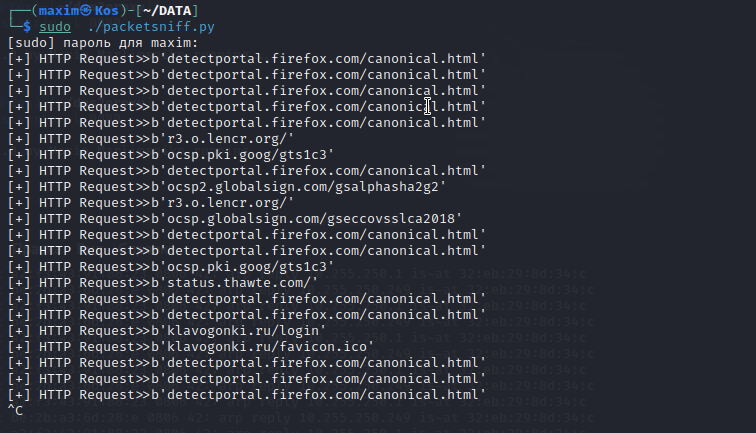 ┌──(maxim㉿Kos)-[~/DATA]
└─$ sudo ./packetsniff.py
[sudo] пароль для maxim:
[+] HTTP Request>>b'detectportal.firefox.com/canonical.html'
[+] HTTP Request>>b'detectportal.firefox.com/canonical.html'
[+] HTTP Request>>b'detectportal.firefox.com/canonical.html'
[+] HTTP Request>>b'detectportal.firefox.com/canonical.html'
[+] HTTP Request>>b'detectportal.firefox.com/canonical.html'
[+] HTTP Request>>b'r3.o.lencr.org/'
[+] HTTP Request>>b'ocsp.pki.goog/gts1c3'
[+] HTTP Request>>b'detectportal.firefox.com/canonical.html'
[+] HTTP Request>>b'ocsp2.globalsign.com/gsalphasha2g2'
[+] HTTP Request>>b'r3.o.lencr.org/'
[+] HTTP Request>>b'ocsp.globalsign.com/gseccovsslca2018'
[+] HTTP Request>>b'detectportal.firefox.com/canonical.html'
[+] HTTP Request>>b'detectportal.firefox.com/canonical.html'
[+] HTTP Request>>b'ocsp.pki.goog/gts1c3'
[+] HTTP Request>>b'status.thawte.com/'
[+] HTTP Request>>b'detectportal.firefox.com/canonical.html'
[+] HTTP Request>>b'detectportal.firefox.com/canonical.html'
[+] HTTP Request>>b'klavogonki.ru/login'
[+] HTTP Request>>b'klavogonki.ru/favicon.ico'
[+] HTTP Request>>b'detectportal.firefox.com/canonical.html'
[+] HTTP Request>>b'detectportal.firefox.com/canonical.html'
[+] HTTP Request>>b'detectportal.firefox.com/canonical.html'
^C